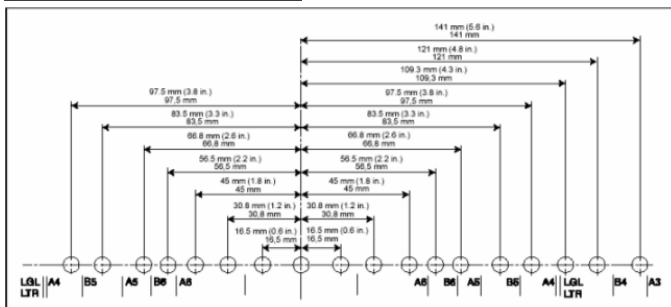 141 mm (5.6 in.)
141 mm
121 mm (4.8 in.)
121 mm
109.3 mm (4.3 in.)
109,3 mm
97.5 mm (3.8 in.)
97,5 mm
97.5 mm (3.8 in.)
97,5 mm
83.5 mm (3.3 in.)
83,5 mm
83.5 mm (3.3 in.)
83,5 mm
66.8 mm (2.6 in.)
66,8 mm
66.8 mm (2.6 in.)
66,8 mm
56.5 mm (2.2 in.)
56,5 mm
56.5 mm (2.2 in.)
56,5 mm
45 mm (1.8 in.)
45 mm
45 mm (1.8 in.)
45 mm
30.8 mm (1.2 in.)
30,8 mm
30.8 mm (1.2 in.)
30,8 mm
16.5 mm (0.6 in.)
16,5 mm
16.5 mm (0.6 in.)
16,5 mm
LGL A4 B5 A5 B6 A6 A6 B6 A5 B5 A4 LGL B4 A3
LTR LTR